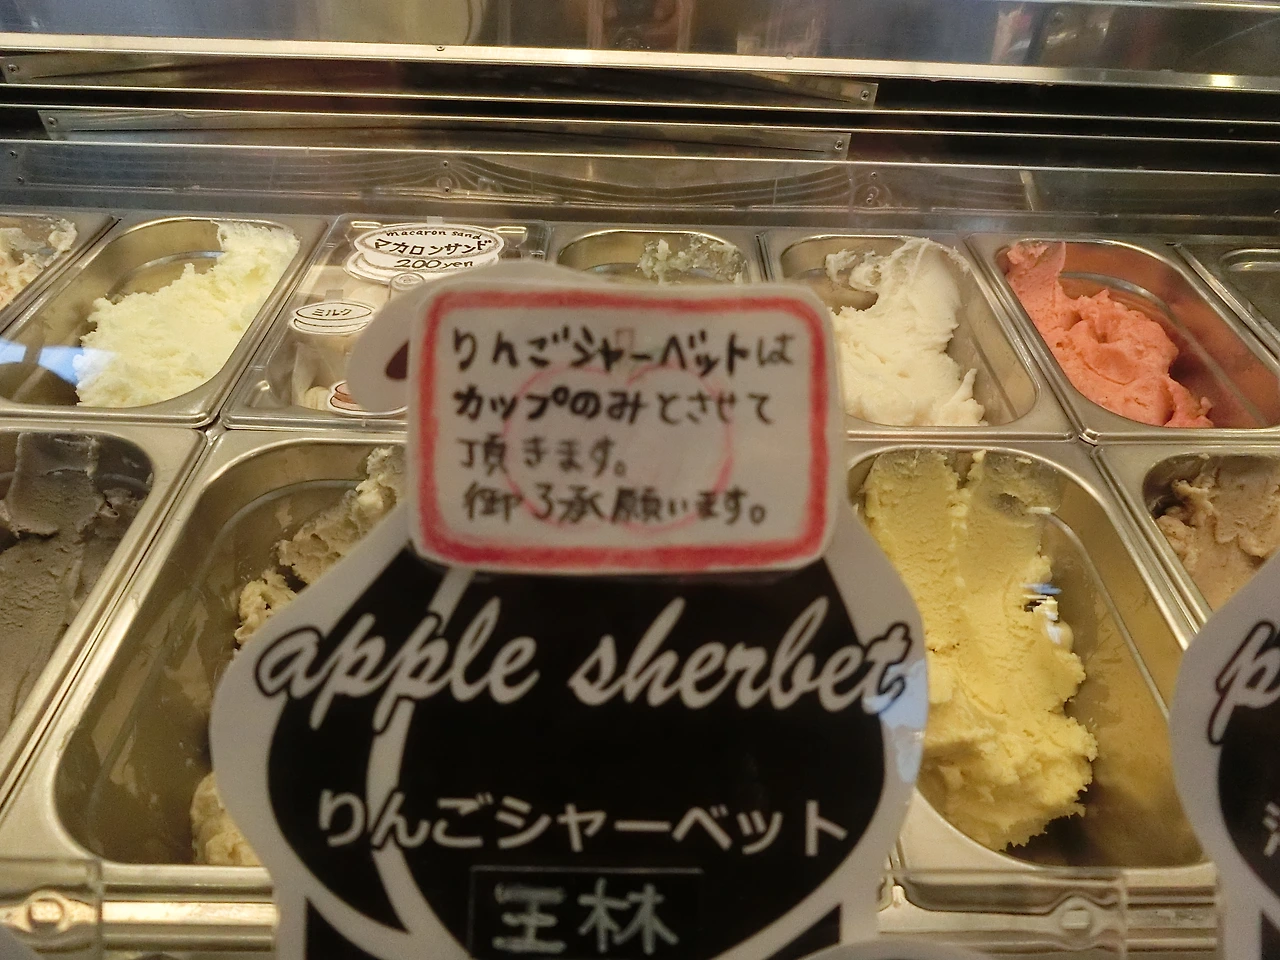 macaron sand
マカロンサンド
200yen
ミルク
りんごシャーベットは
カップのみとさせて
頂きます。
御了承願います。
apple sherbet
りんごシャーベット
王林
p